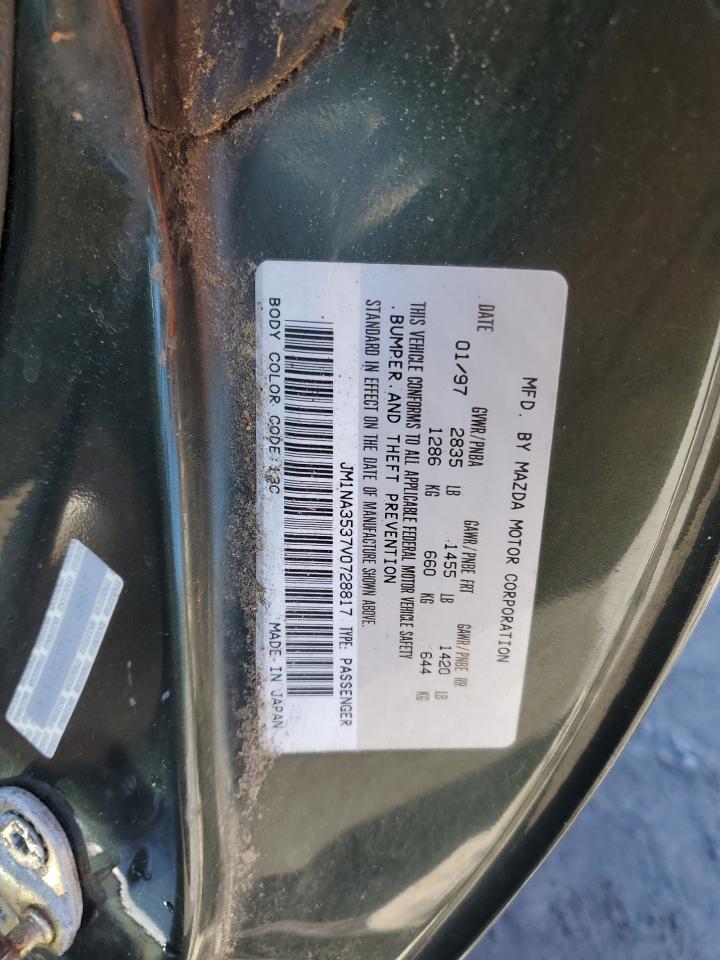 MFD. BY MAZDA MOTOR CORPORATION
DATE GVWR/PNBA GAWR/PNBE FRT GAWR/PNBE RR
01/97 2835 LB 1455 LB 1420 LB
1286 KG 660 KG 644 KG
THIS VEHICLE CONFORMS TO ALL APPLICABLE FEDERAL MOTOR VEHICLE SAFETY
, BUMPER, AND THEFT PREVENTION
STANDARD IN EFFECT ON THE DATE OF MANUFACTURE SHOWN ABOVE.
JM1NA3537V0728817 TYPE: PASSENGER
BODY COLOR CODE: MADE IN JAPAN